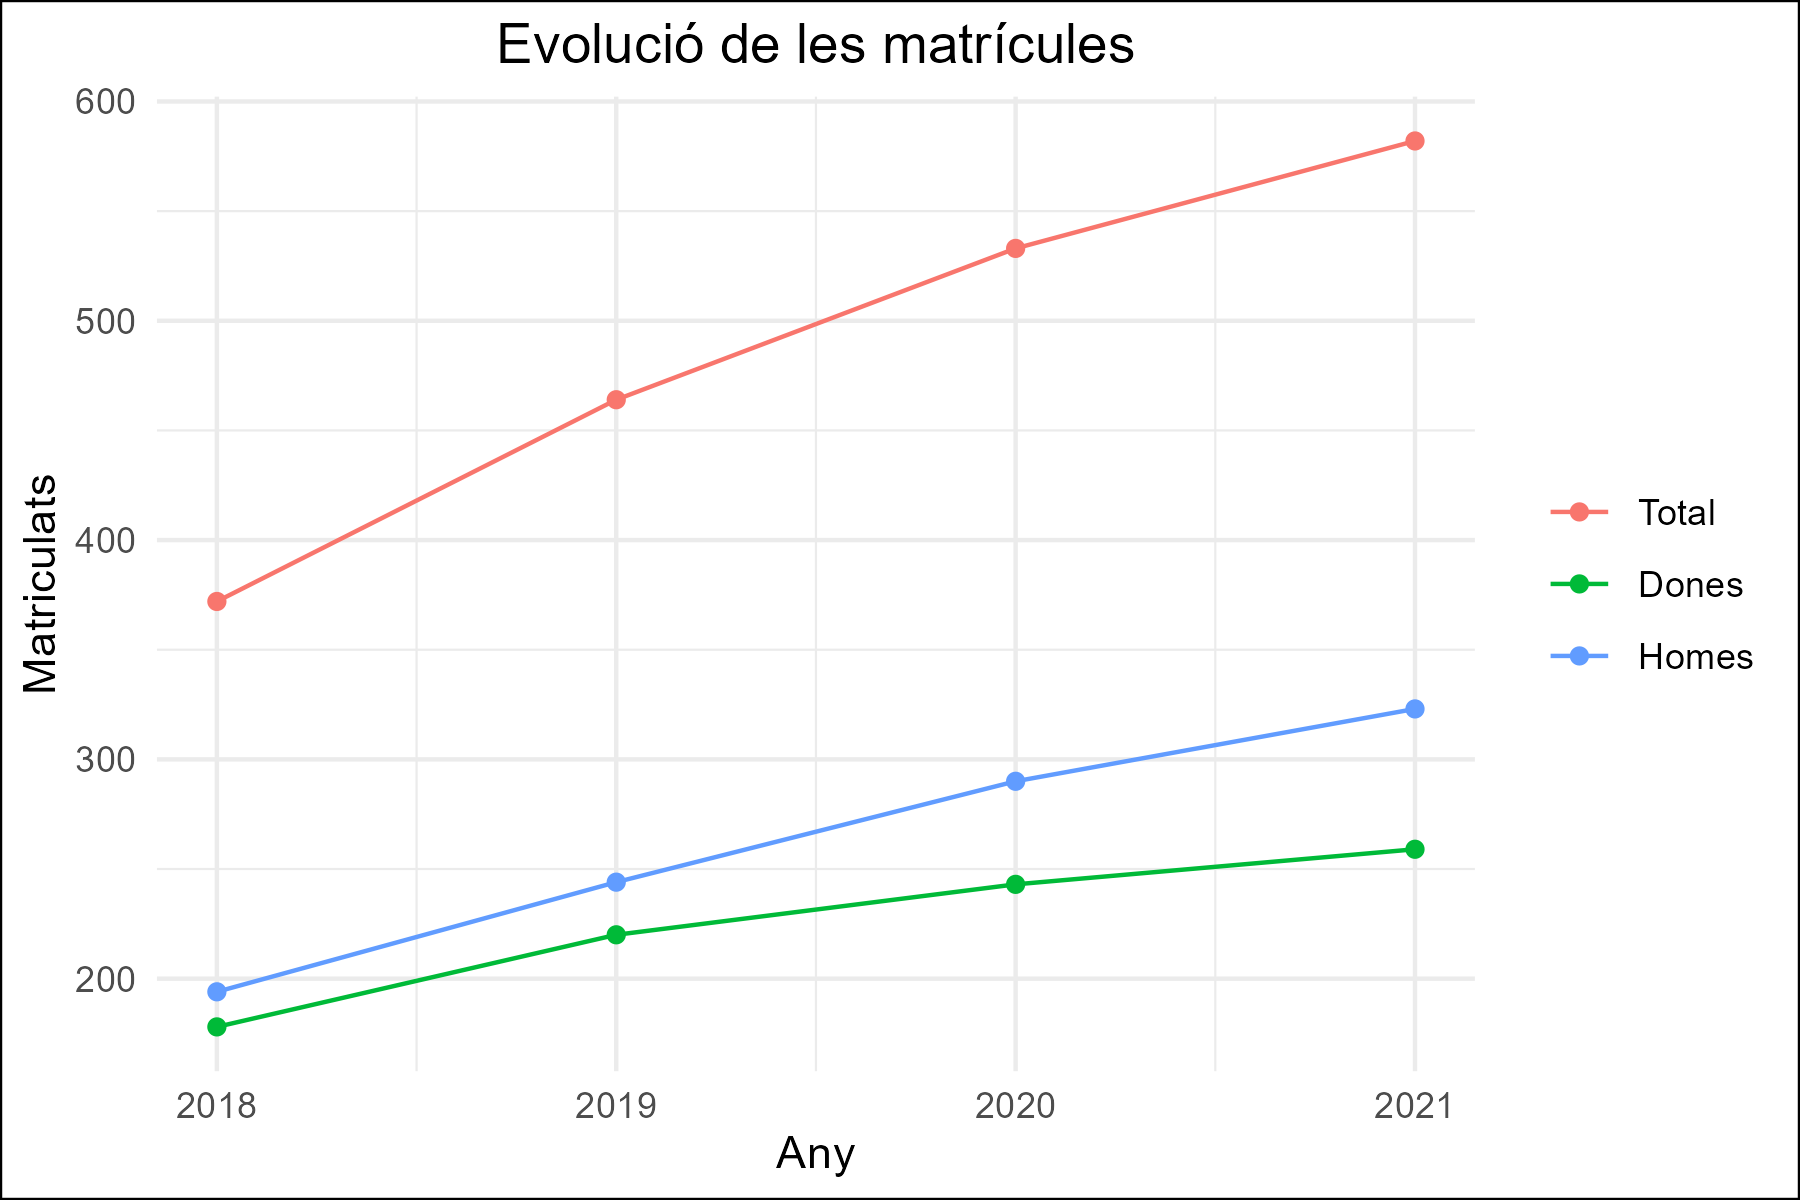 Evolució de les matrícules
600
500
400
300
200
Matriculats
2018 2019 2020 2021
Any
Total
Dones
Homes